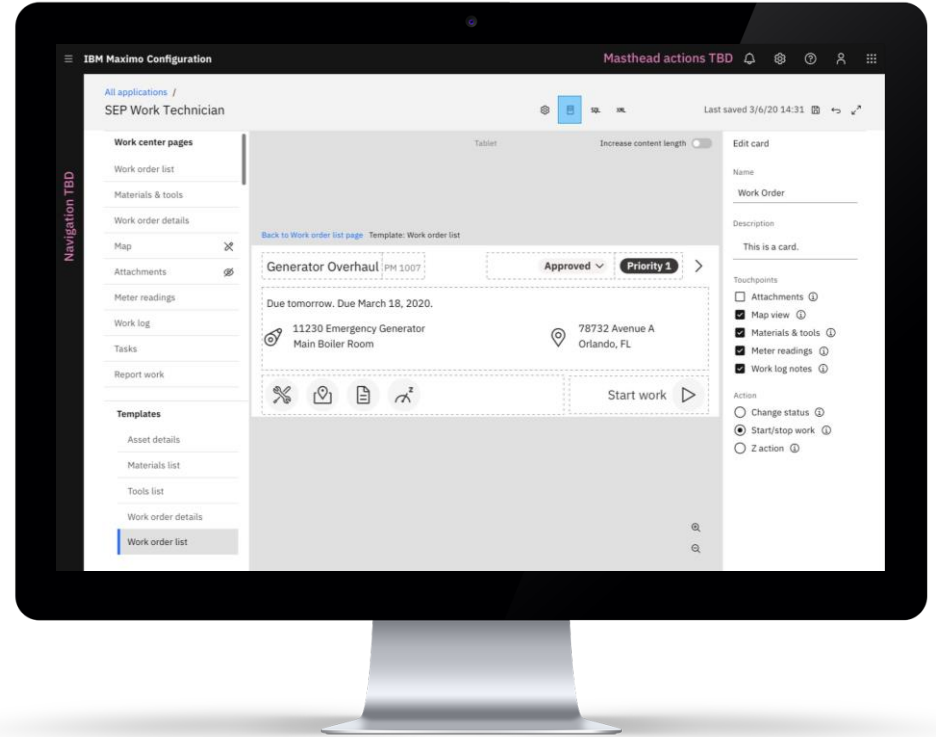 IBM Maximo Configuration
Masthead actions TBD
All applications /
SEP Work Technician
SQL
XML
Last saved 3/6/20 14:31
Navigation TBD
Work center pages
Work order list
Materials & tools
Work order details
Map
Attachments
Meter readings
Work log
Tasks
Report work
Templates
Asset details
Materials list
Tools list
Work order details
Work order list
Tablet
Increase content length
Back to Work order list page Template: Work order list
Generator Overhaul PM 1007
Approved
Priority 1
Due tomorrow. Due March 18, 2020.
11230 Emergency Generator
Main Boiler Room
78732 Avenue A
Orlando, FL
Start work
Edit card
Name
Work Order
Description
This is a card.
Touchpoints
Attachments
Map view
Materials & tools
Meter readings
Work log notes
Action
Change status
Start/stop work
Z action